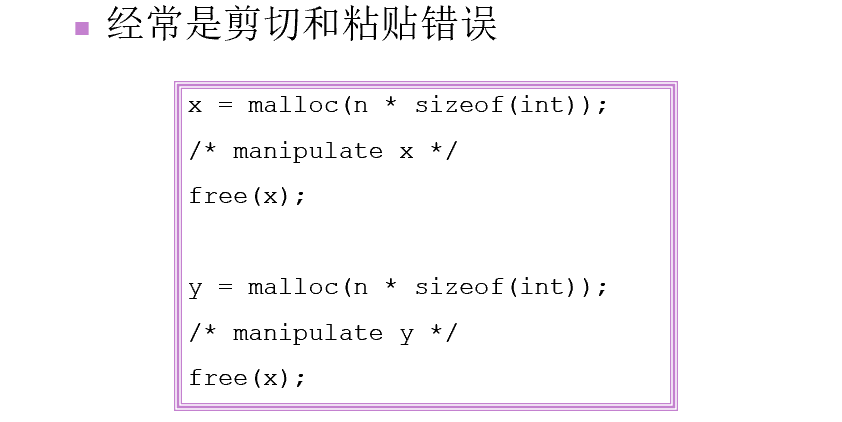 经常是剪切和粘贴错误
x = malloc(n * sizeof(int));
/* manipulate x */
free(x);
y = malloc(n * sizeof(int));
/* manipulate y */
free(x);